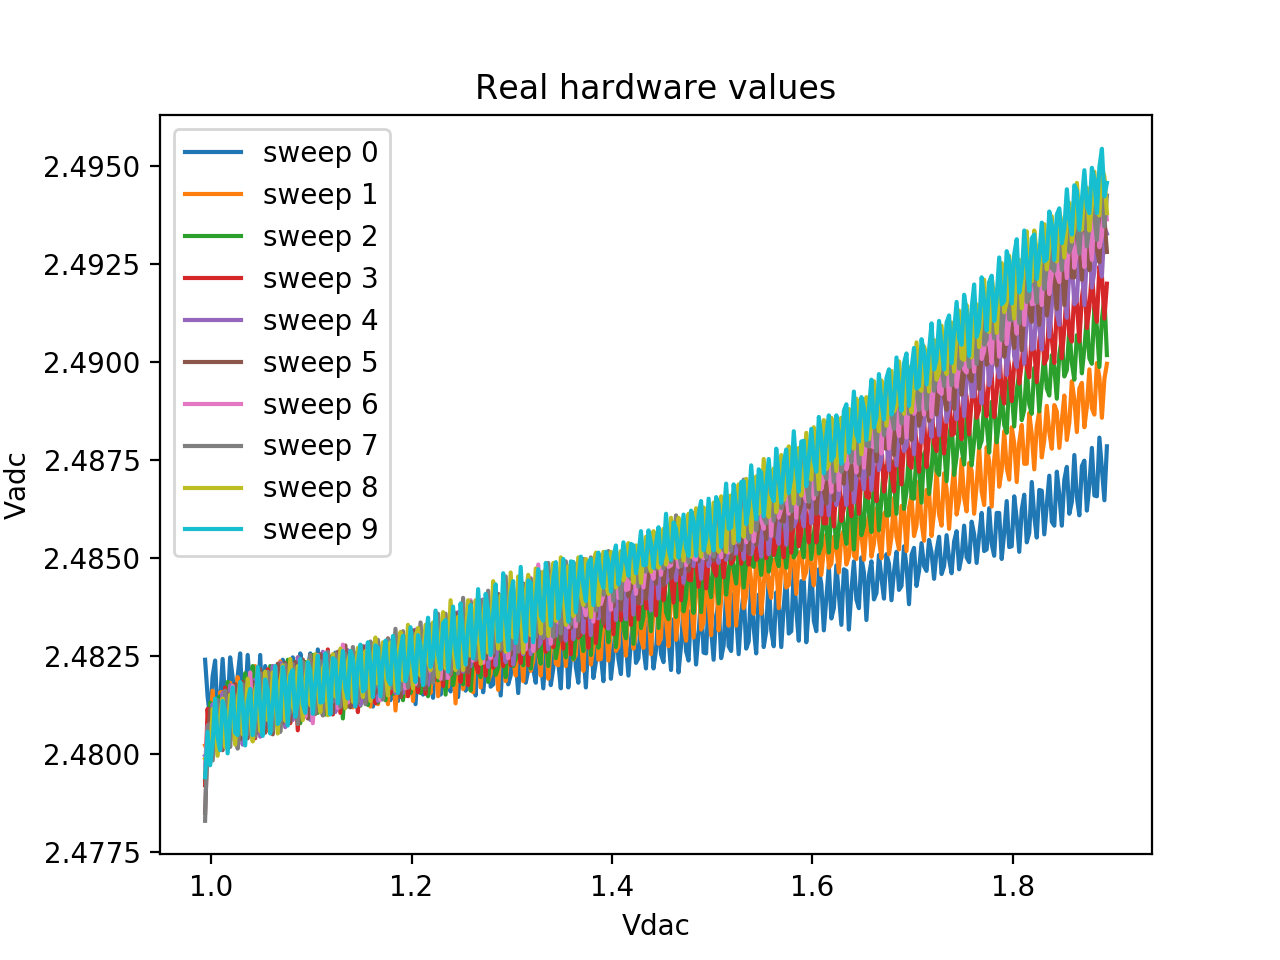 Real hardware values
sweep 0
sweep 1
sweep 2
sweep 3
sweep 4
sweep 5
sweep 6
sweep 7
sweep 8
sweep 9
2.4950
2.4925
2.4900
2.4875
2.4850
2.4825
2.4800
2.4775
Vadc
1.0 1.2 1.4 1.6 1.8
Vdac